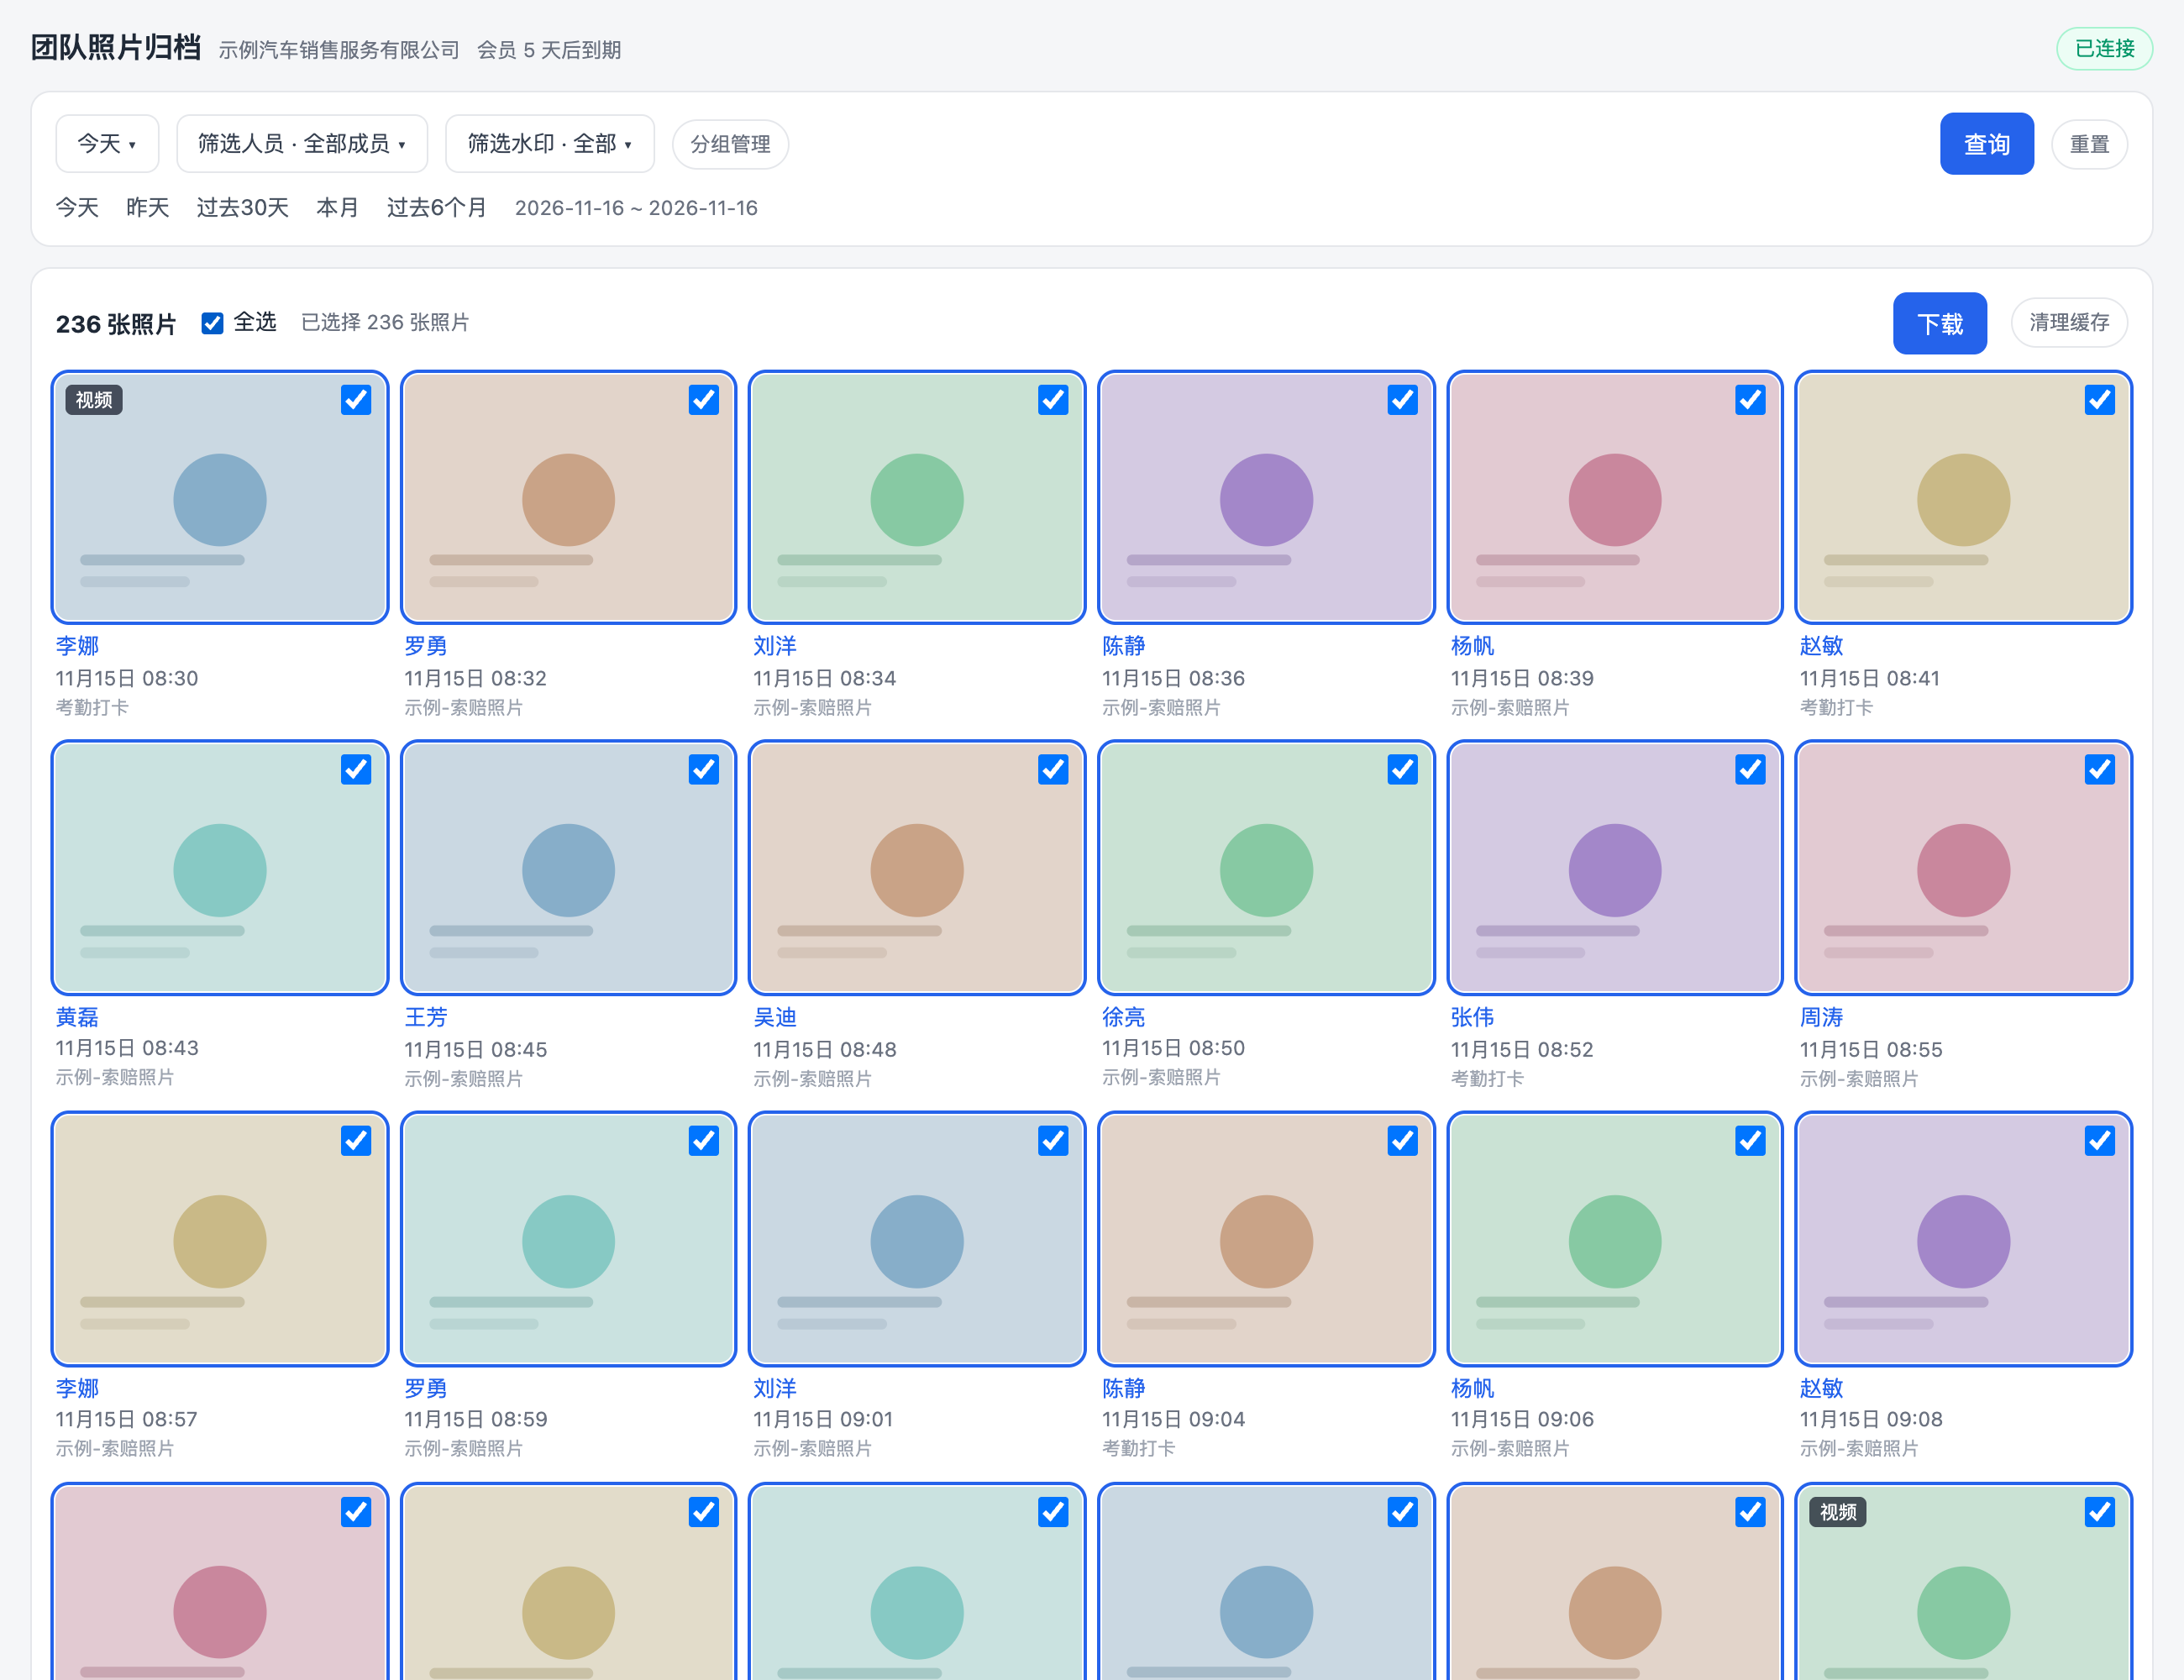 团队照片归档 示例汽车销售服务有限公司 会员 5 天后到期 已连接
今天 ▾ 筛选人员 · 全部成员 ▾ 筛选水印 · 全部 ▾ 分组管理 查询 重置
今天 昨天 过去30天 本月 过去6个月 2026-11-16 ~ 2026-11-16
236 张照片 全选 已选择 236 张照片 下载 清理缓存
视频
李娜 罗勇 刘洋 陈静 杨帆 赵敏
11月15日 08:30 11月15日 08:32 11月15日 08:34 11月15日 08:36 11月15日 08:39 11月15日 08:41
考勤打卡 示例-索赔照片 示例-索赔照片 示例-索赔照片 示例-索赔照片 考勤打卡
黄磊 王芳 吴迪 徐亮 张伟 周涛
11月15日 08:43 11月15日 08:45 11月15日 08:48 11月15日 08:50 11月15日 08:52 11月15日 08:55
示例-索赔照片 示例-索赔照片 示例-索赔照片 示例-索赔照片 考勤打卡 示例-索赔照片
李娜 罗勇 刘洋 陈静 杨帆 赵敏
11月15日 08:57 11月15日 08:59 11月15日 09:01 11月15日 09:04 11月15日 09:06 11月15日 09:08
示例-索赔照片 示例-索赔照片 示例-索赔照片 考勤打卡 示例-索赔照片 示例-索赔照片
视频